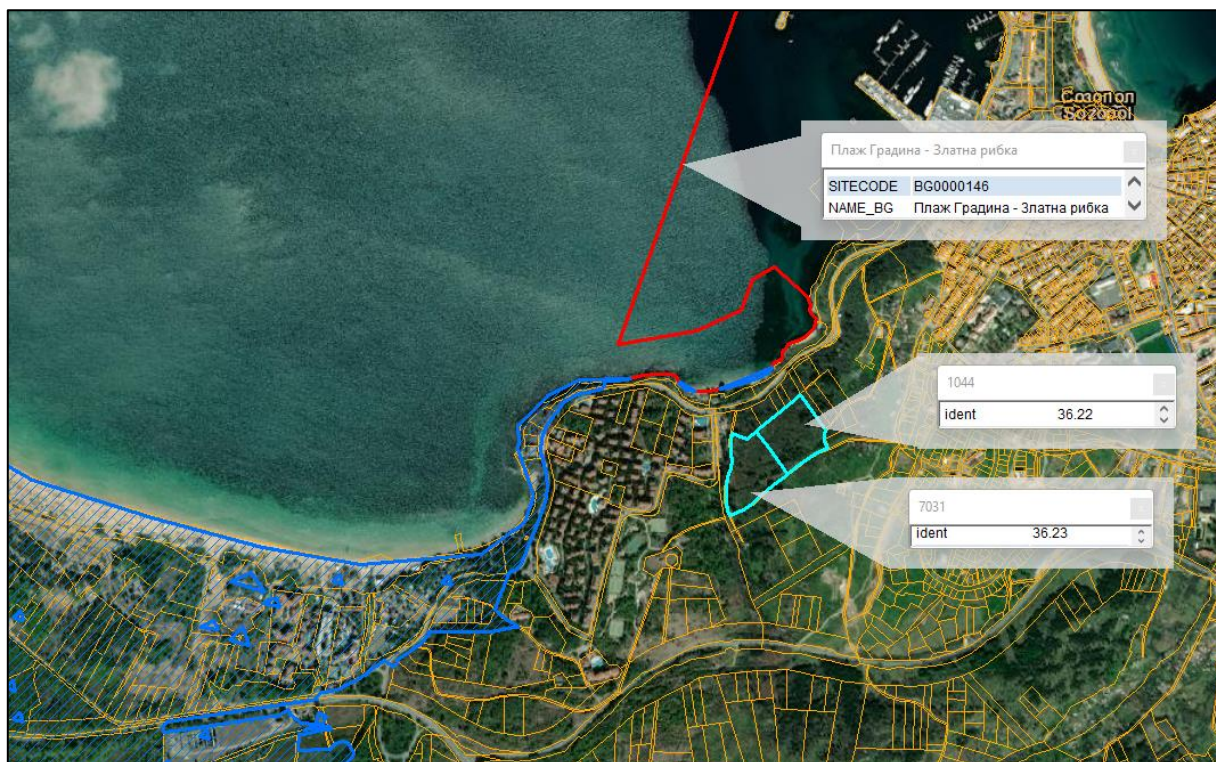 Созопол
Sozopol
Плаж Градина - Златна рибка
SITECODE BG0000146
NAME_BG Плаж Градина - Златна рибка
1044
ident 36.22
7031
ident 36.23